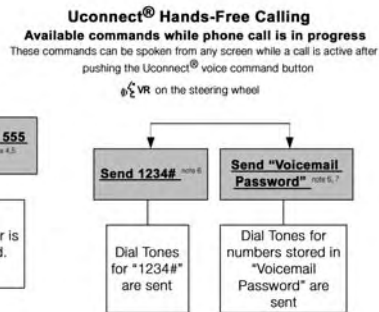 Uconnect® Hands-Free Calling
Available commands while phone call is in progress
These commands can be spoken from any screen while a call is active after
pushing the Uconnect® voice command button
VR on the steering wheel
555
4,5
Send 1234# note 6
Send "Voicemail
Password" note 6, 7
r is
d.
Dial Tones
for "1234#"
are sent
Dial Tones for
numbers stored in
"Voicemail
Password" are
sent